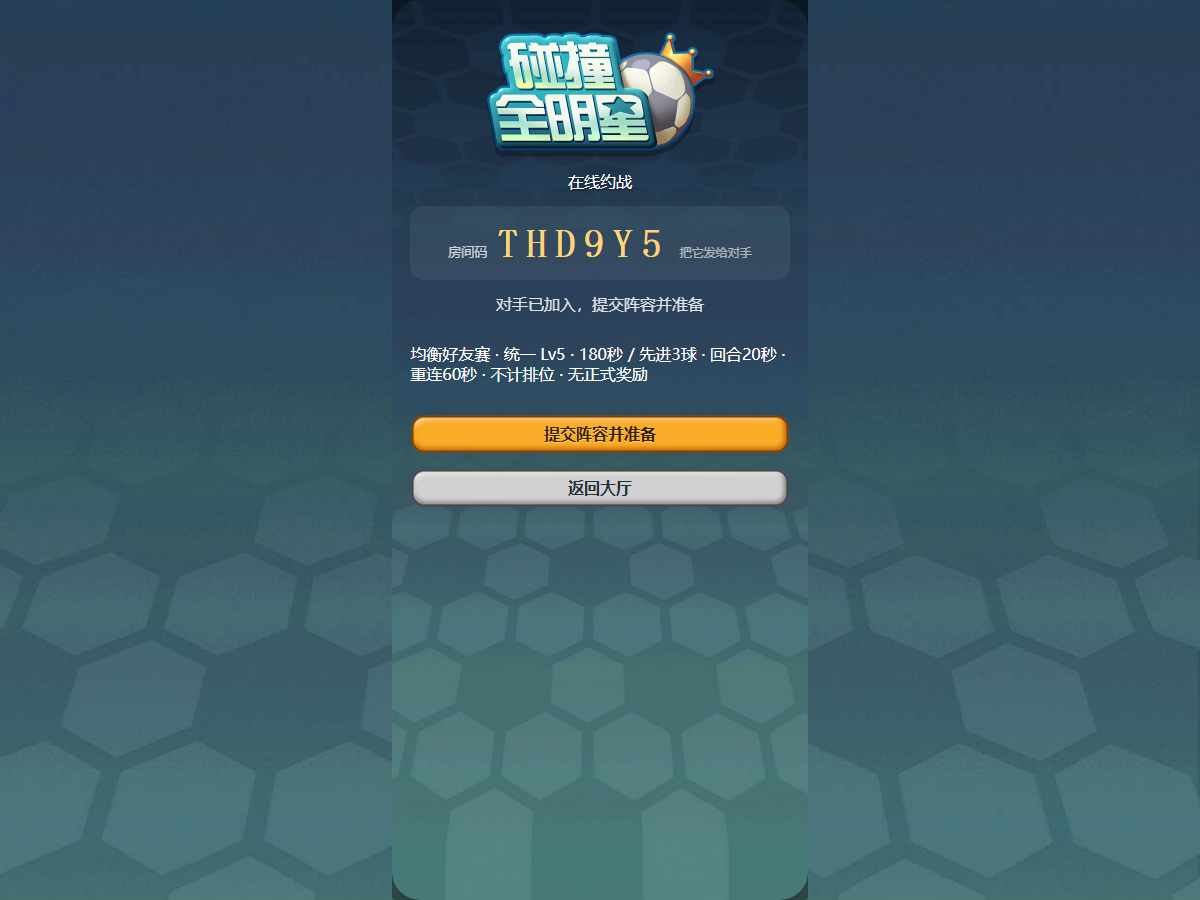 碰撞
全明星
在线约战
房间码 THD9Y5 把它发给对手
对手已加入，提交阵容并准备
均衡好友赛 · 统一 Lv5 · 180秒 / 先进3球 · 回合20秒 ·
重连60秒 · 不计排位 · 无正式奖励
提交阵容并准备
返回大厅